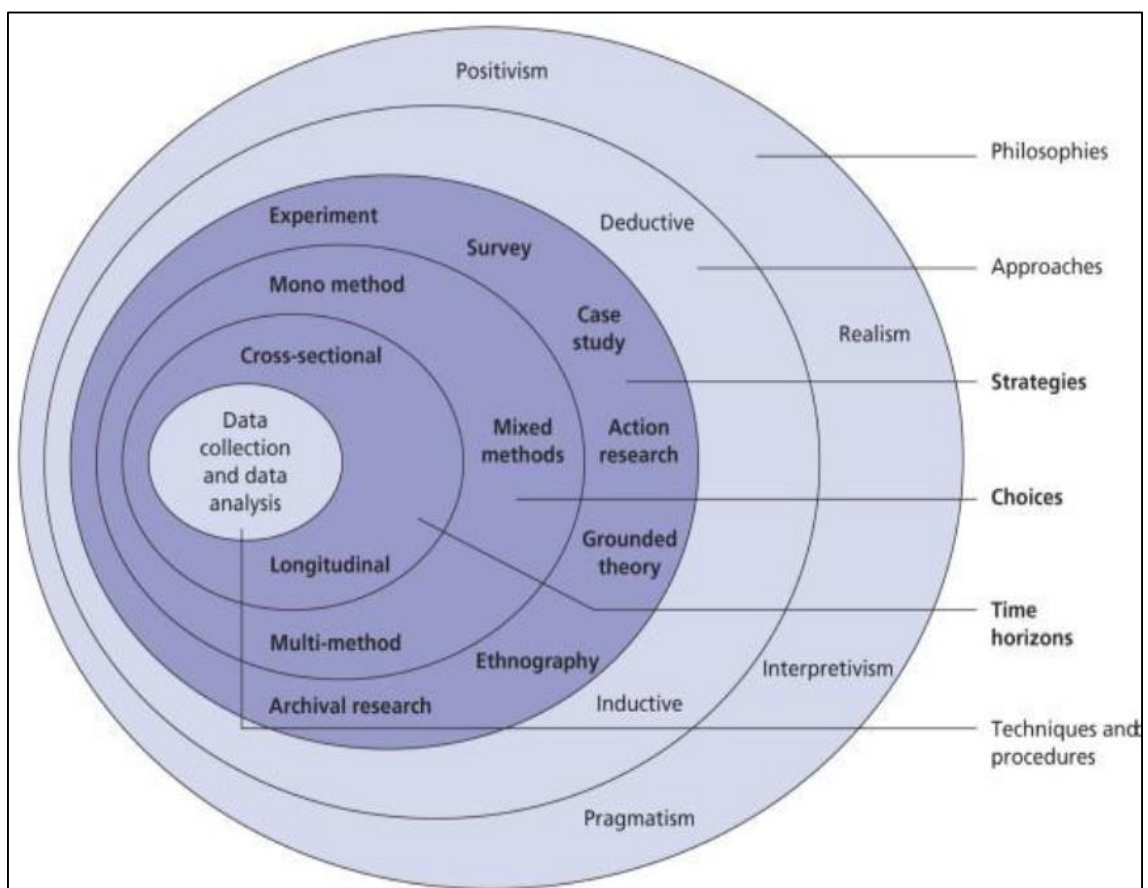 Positivism
Philosophies
Experiment
Deductive
Survey
Approaches
Mono method
Case
study
Realism
Cross-sectional
Strategies
Data
collection
and data
analysis
Mixed
methods
Action
research
Choices
Grounded
theory
Longitudinal
Time
horizons
Multi-method
Ethnography
Interpretivism
Archival research
Inductive
Techniques and
procedures
Pragmatism